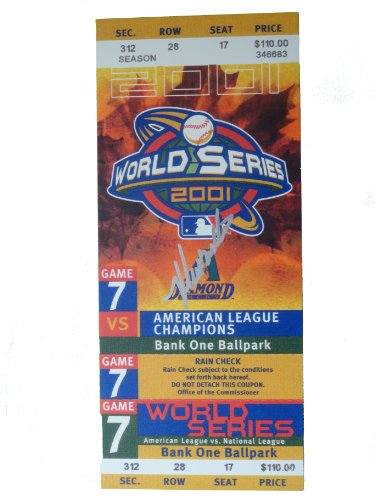 SEC. ROW SEAT PRICE
312 28 17 $110.00
SEASON 346683
2001
WORLD SERIES
2001
DIAMOND
GAME
7
VS
AMERICAN LEAGUE
CHAMPIONS
Bank One Ballpark
GAME
7
RAIN CHECK
Rain Check subject to the conditions
set forth back hereof.
DO NOT DETACH THIS COUPON.
Office of the Commissioner
GAME
7
WORLD
SERIES
American League vs. National League
Bank One Ballpark
312 28 17 $110.00
SEC. ROW SEAT PRICE